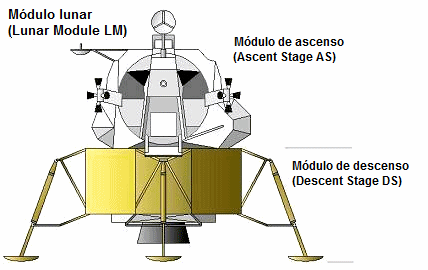 Módulo lunar
(Lunar Module LM)
Módulo de ascenso
(Ascent Stage AS)
Módulo de descenso
(Descent Stage DS)